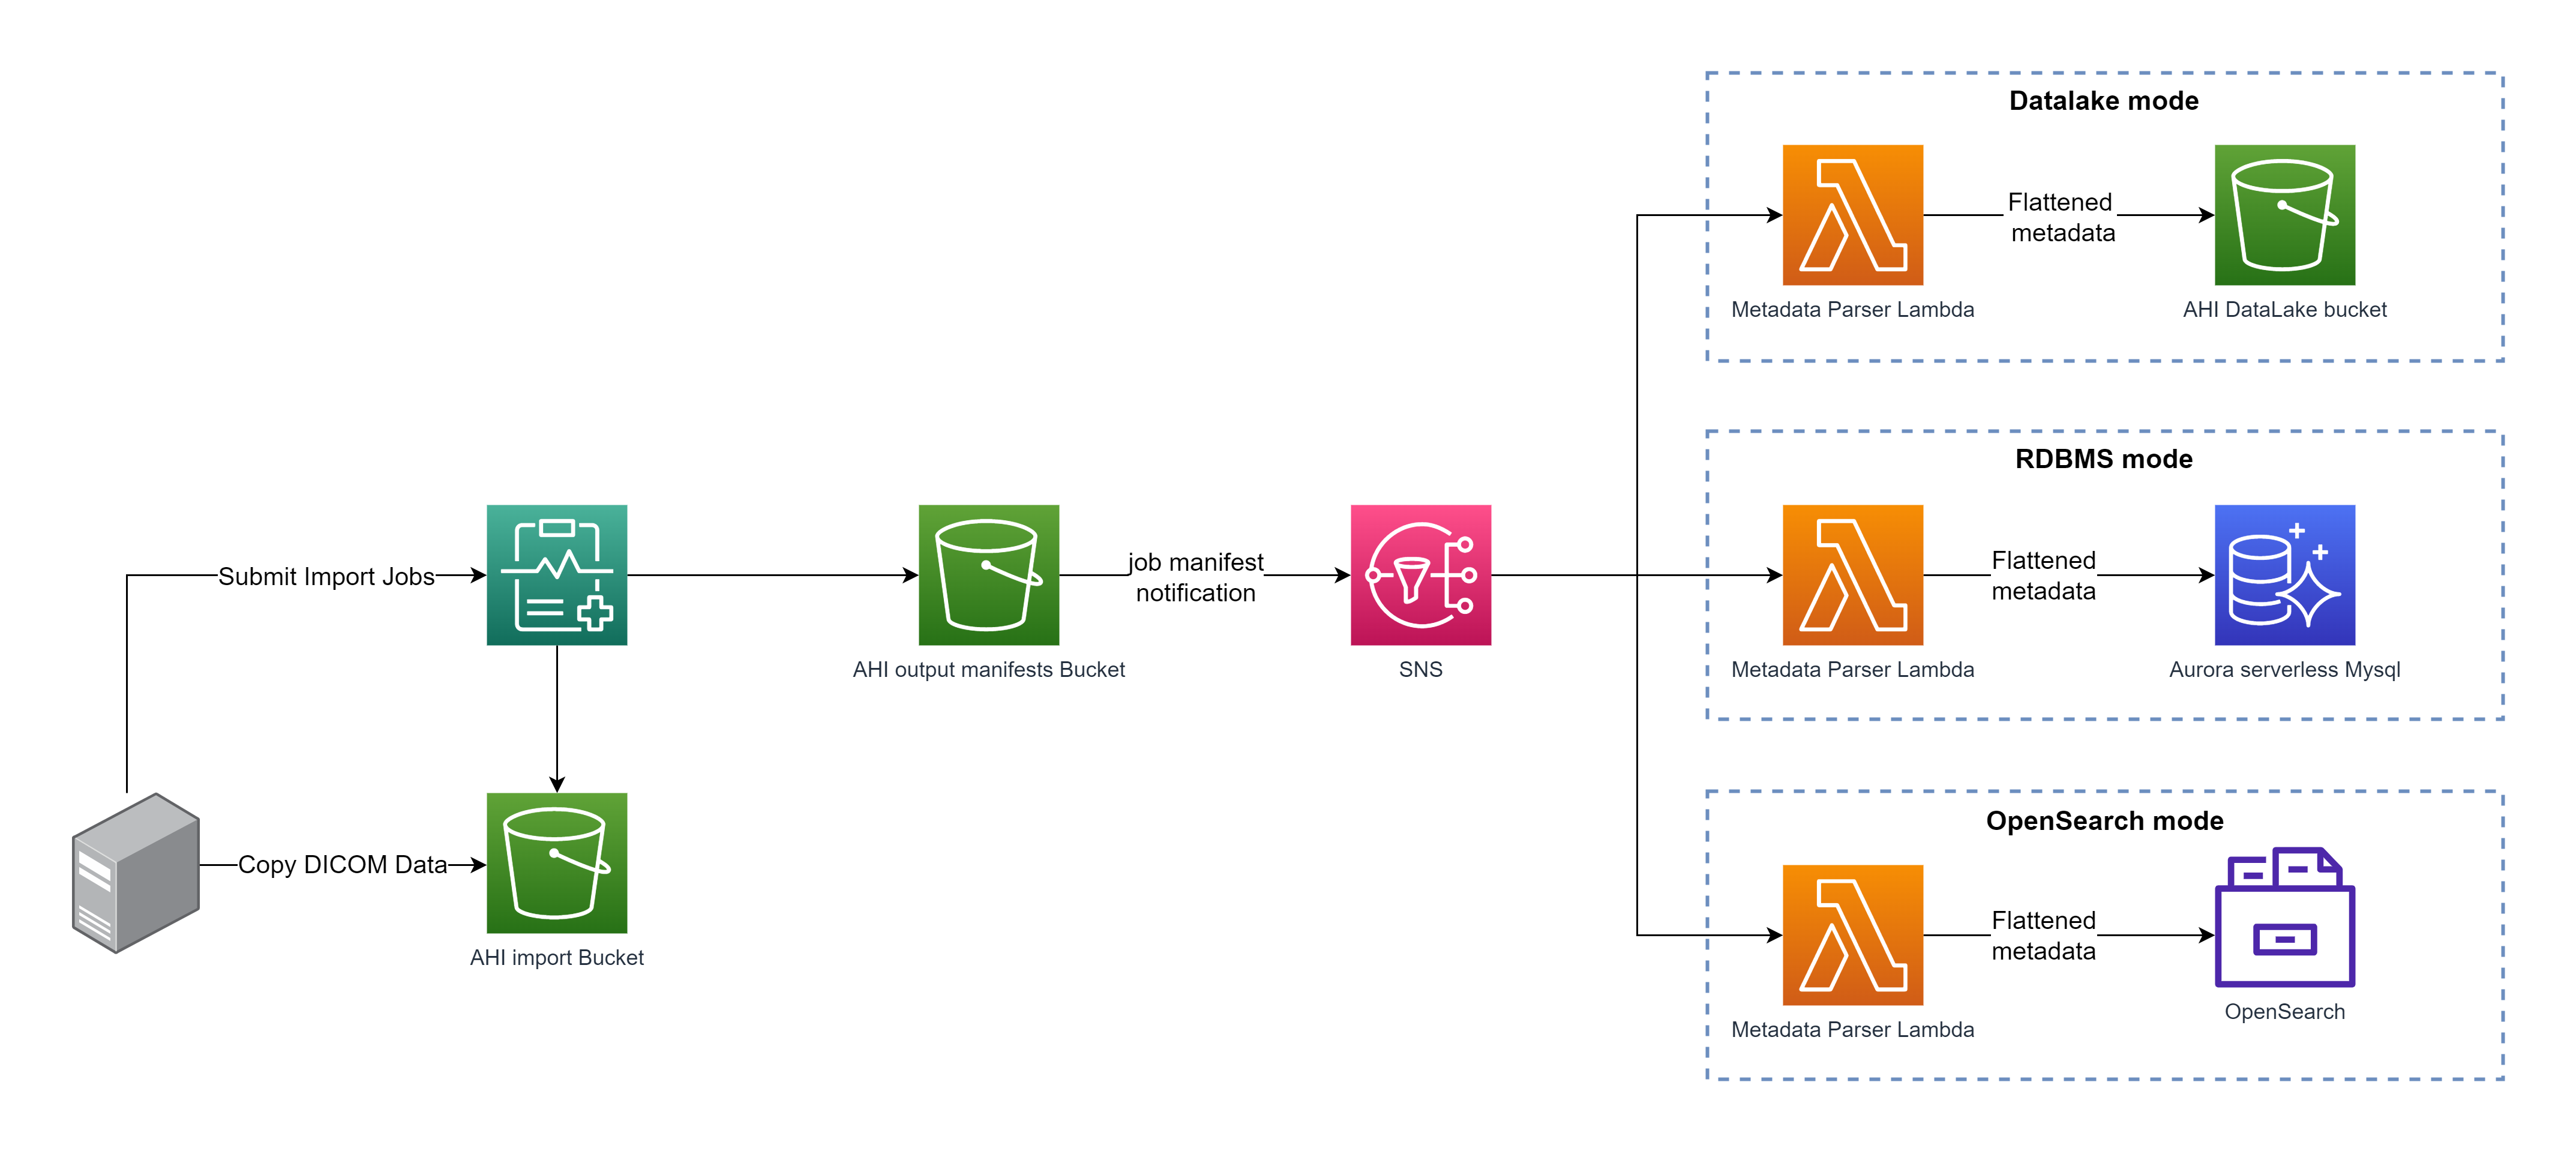 Datalake mode
Flattened
metadata
Metadata Parser Lambda
AHI DataLake bucket
RDBMS mode
Submit Import Jobs
job manifest
notification
Flattened
metadata
AHI output manifests Bucket
SNS
Metadata Parser Lambda
Aurora serverless Mysql
OpenSearch mode
Copy DICOM Data
Flattened
metadata
AHI import Bucket
OpenSearch
Metadata Parser Lambda